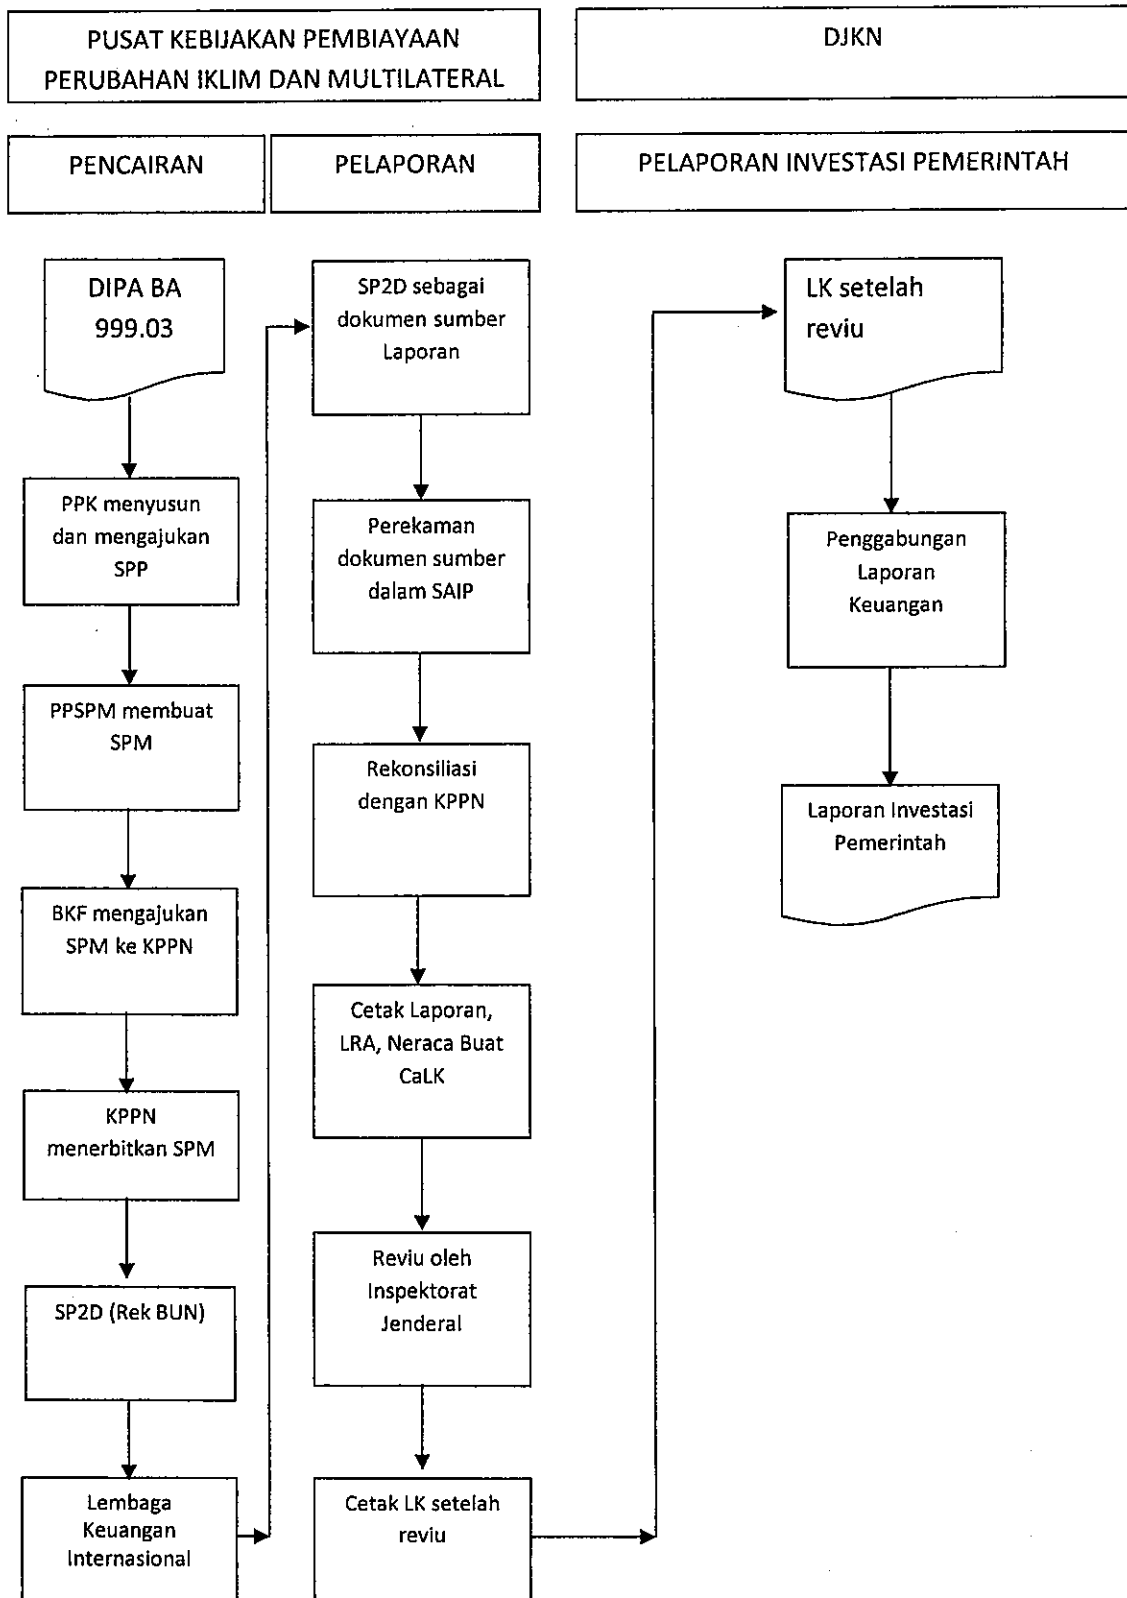 PUSAT KEBIJAKAN PEMBIAYAAN
PERUBAHAN IKLIM DAN MULTILATERAL
DJKN
PENCAIRAN
PELAPORAN
PELAPORAN INVESTASI PEMERINTAH
DIPA BA
999.03
PPK menyusun
dan mengajukan
SPP
PPSPM membuat
SPM
BKF mengajukan
SPM ke KPPN
KPPN
menerbitkan SPM
SP2D (Rek BUN)
Lembaga
Keuangan
Internasional
SP2D sebagai
dokumen sumber
Laporan
Perekaman
dokumen sumber
dalam SAIP
Rekonsiliasi
dengan KPPN
Cetak Laporan,
LRA, Neraca Buat
CaLK
Reviu oleh
Inspektorat
Jenderal
Cetak LK setelah
reviu
LK setelah
reviu
Penggabungan
Laporan
Keuangan
Laporan Investasi
Pemerintah